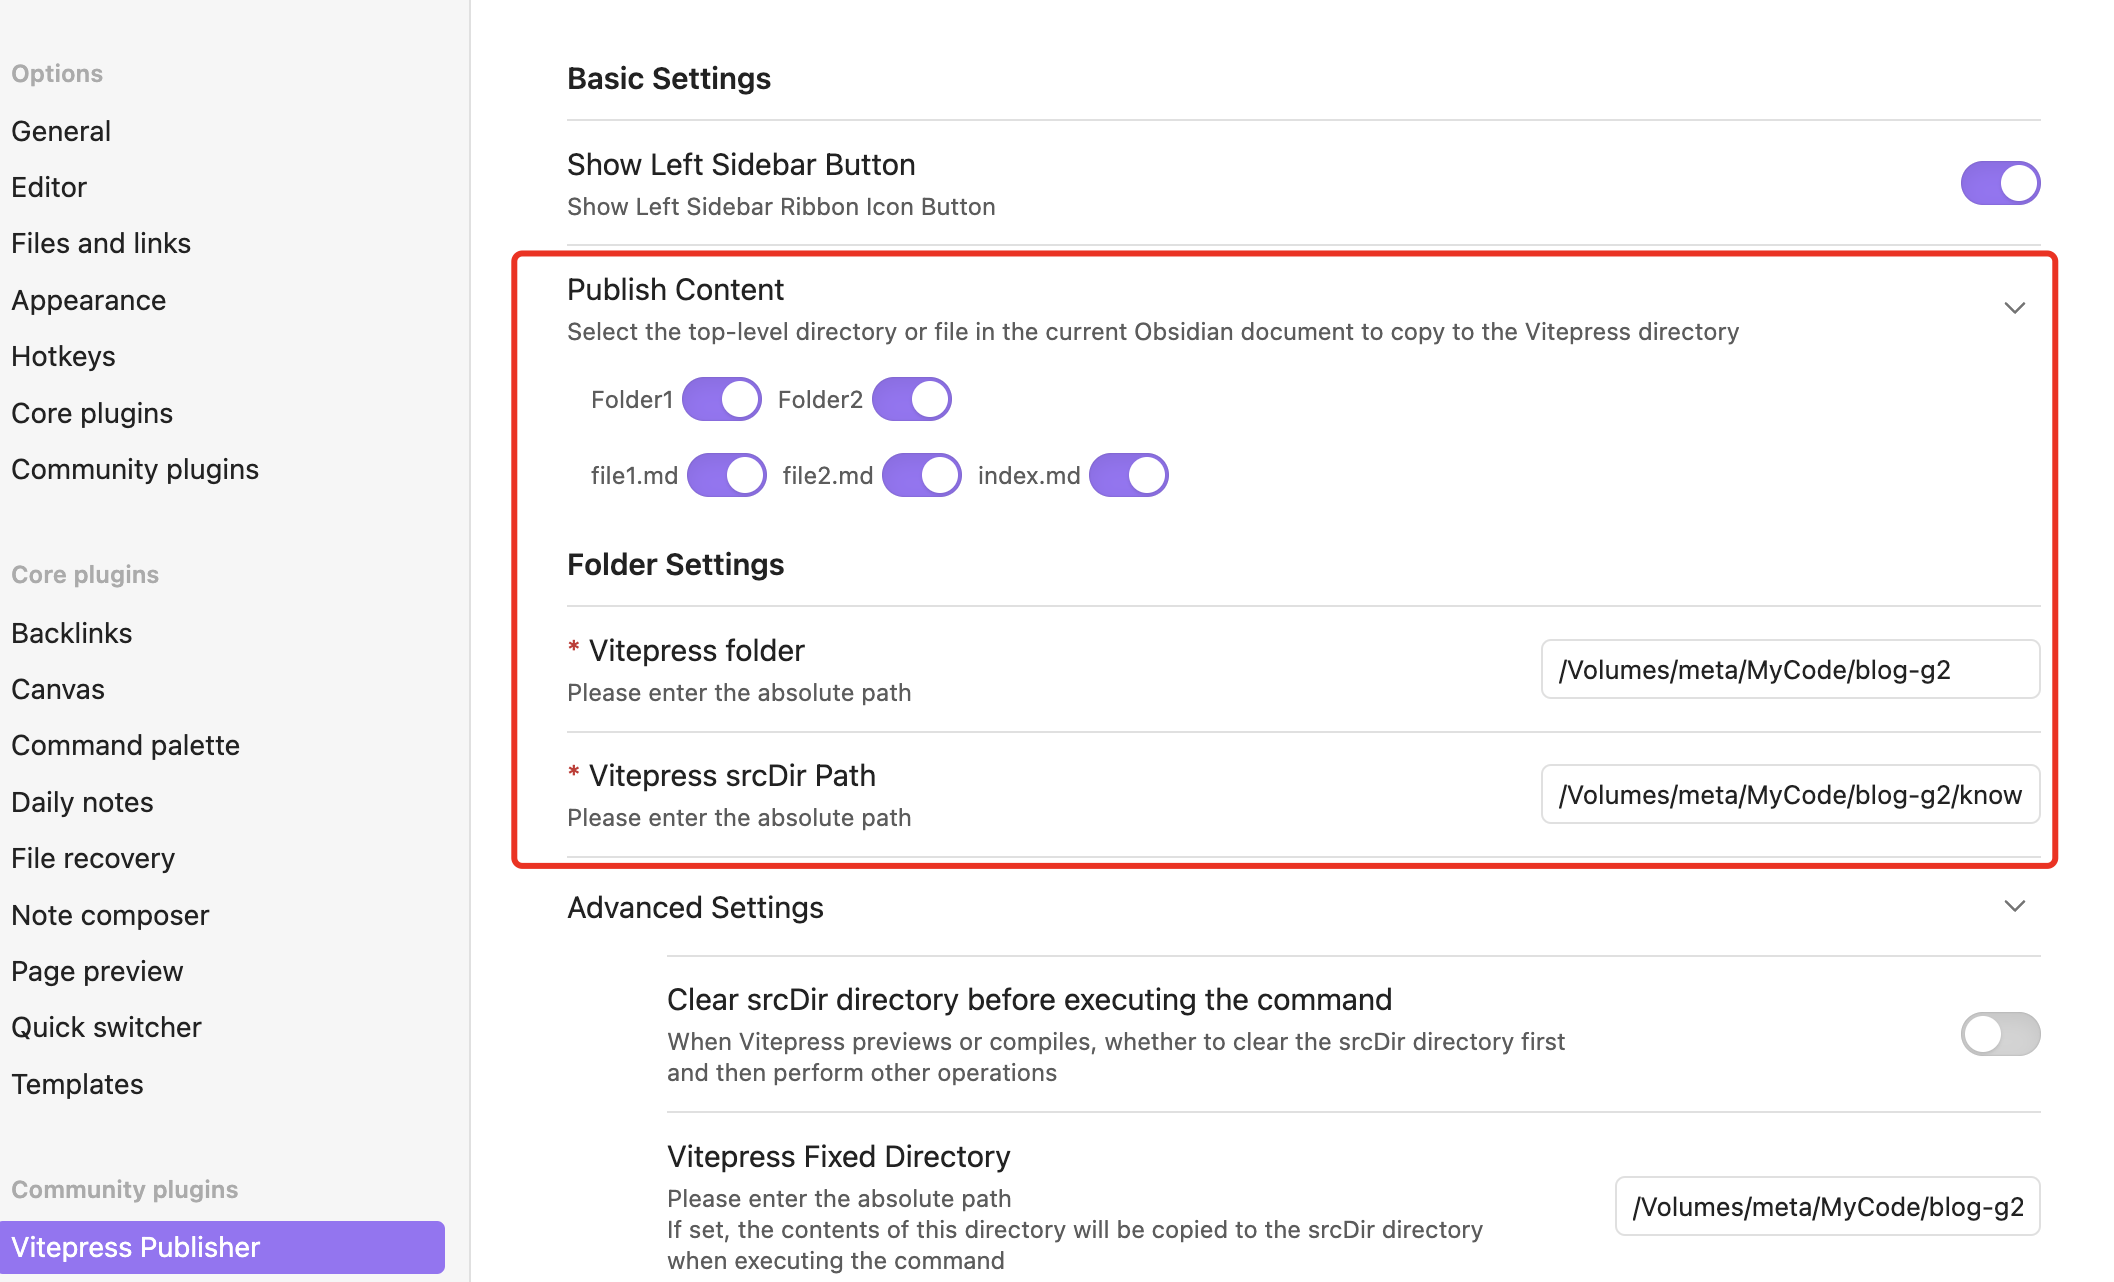 Options
General
Editor
Files and links
Appearance
Hotkeys
Core plugins
Community plugins
Core plugins
Backlinks
Canvas
Command palette
Daily notes
File recovery
Note composer
Page preview
Quick switcher
Templates
Community plugins
Vitepress Publisher
Basic Settings
Show Left Sidebar Button
Show Left Sidebar Ribbon Icon Button
Publish Content
Select the top-level directory or file in the current Obsidian document to copy to the Vitepress directory
Folder1 Folder2
file1.md file2.md index.md
Folder Settings
* Vitepress folder
Please enter the absolute path
/Volumes/meta/MyCode/blog-g2
* Vitepress srcDir Path
Please enter the absolute path
/Volumes/meta/MyCode/blog-g2/know
Advanced Settings
Clear srcDir directory before executing the command
When Vitepress previews or compiles, whether to clear the srcDir directory first
and then perform other operations
Vitepress Fixed Directory
Please enter the absolute path
If set, the contents of this directory will be copied to the srcDir directory
when executing the command
/Volumes/meta/MyCode/blog-g2